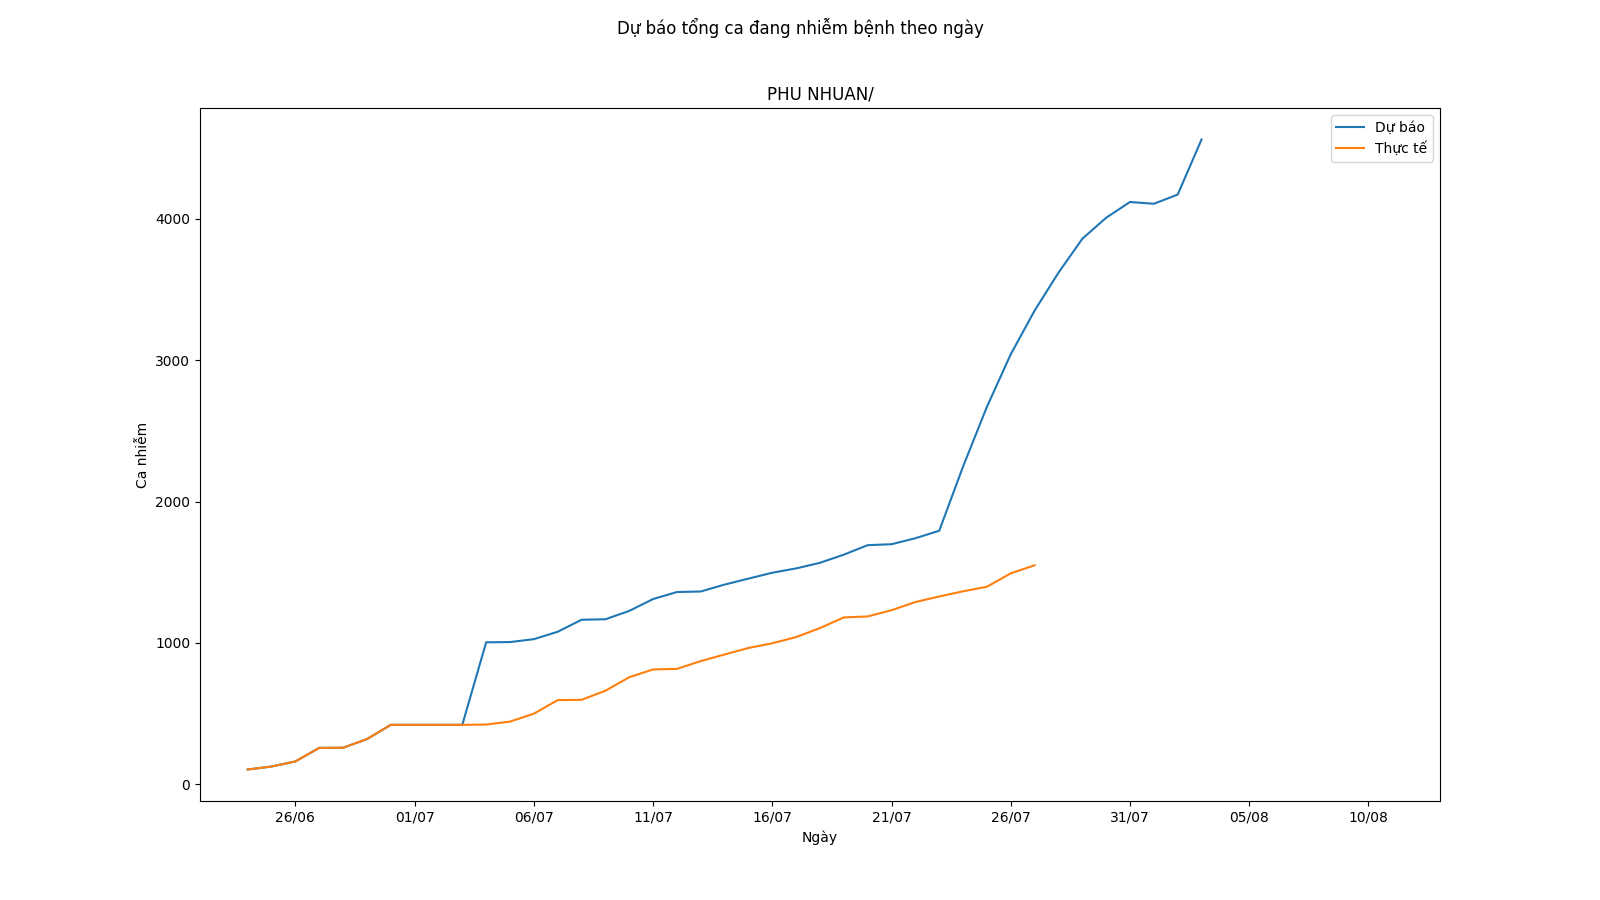 Dự báo tổng ca đang nhiễm bệnh theo ngày
PHU NHUAN/
Dự báo
Thực tế
4000
3000
2000
1000
0
Ca nhiễm
26/06 01/07 06/07 11/07 16/07 21/07 26/07 31/07 05/08 10/08
Ngày